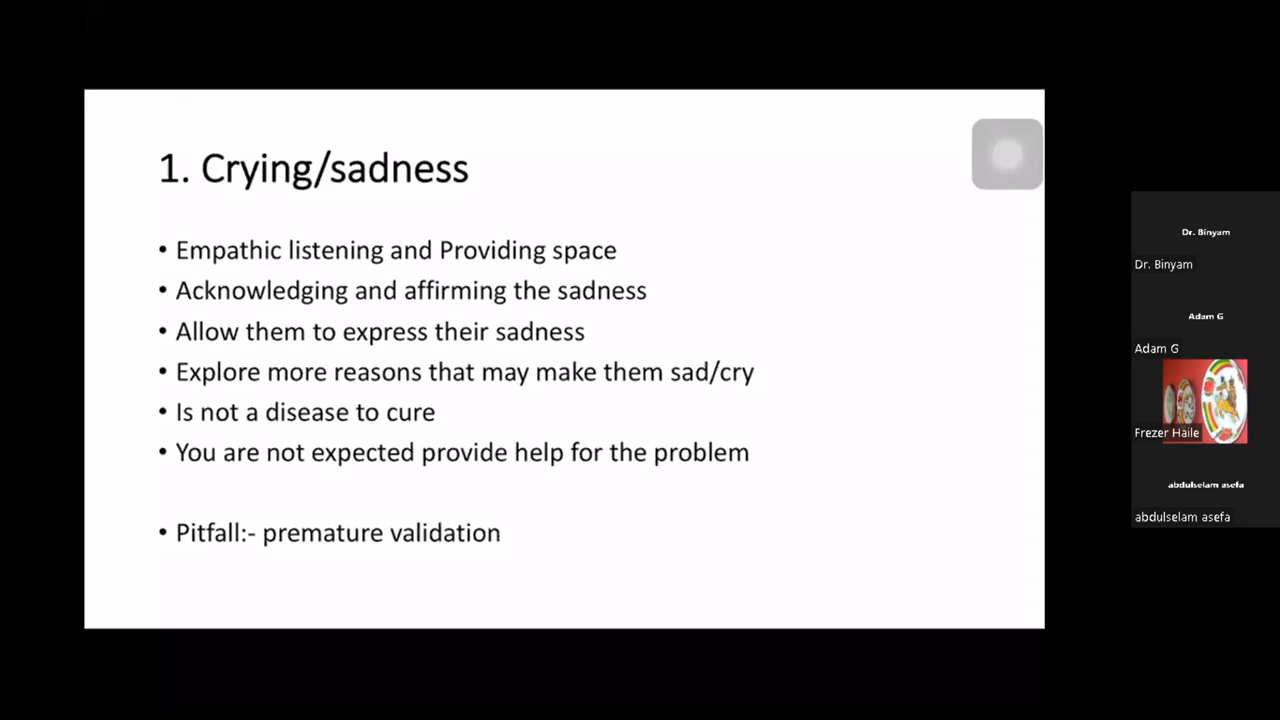 1. Crying/sadness
• Empathic listening and Providing space
• Acknowledging and affirming the sadness
• Allow them to express their sadness
• Explore more reasons that may make them sad/cry
• Is not a disease to cure
• You are not expected provide help for the problem
• Pitfall:- premature validation
Dr. Binyam
Dr. Binyam
Adam G
Adam G
Frezer Haile
abdulselam asefa
abdulselam asefa